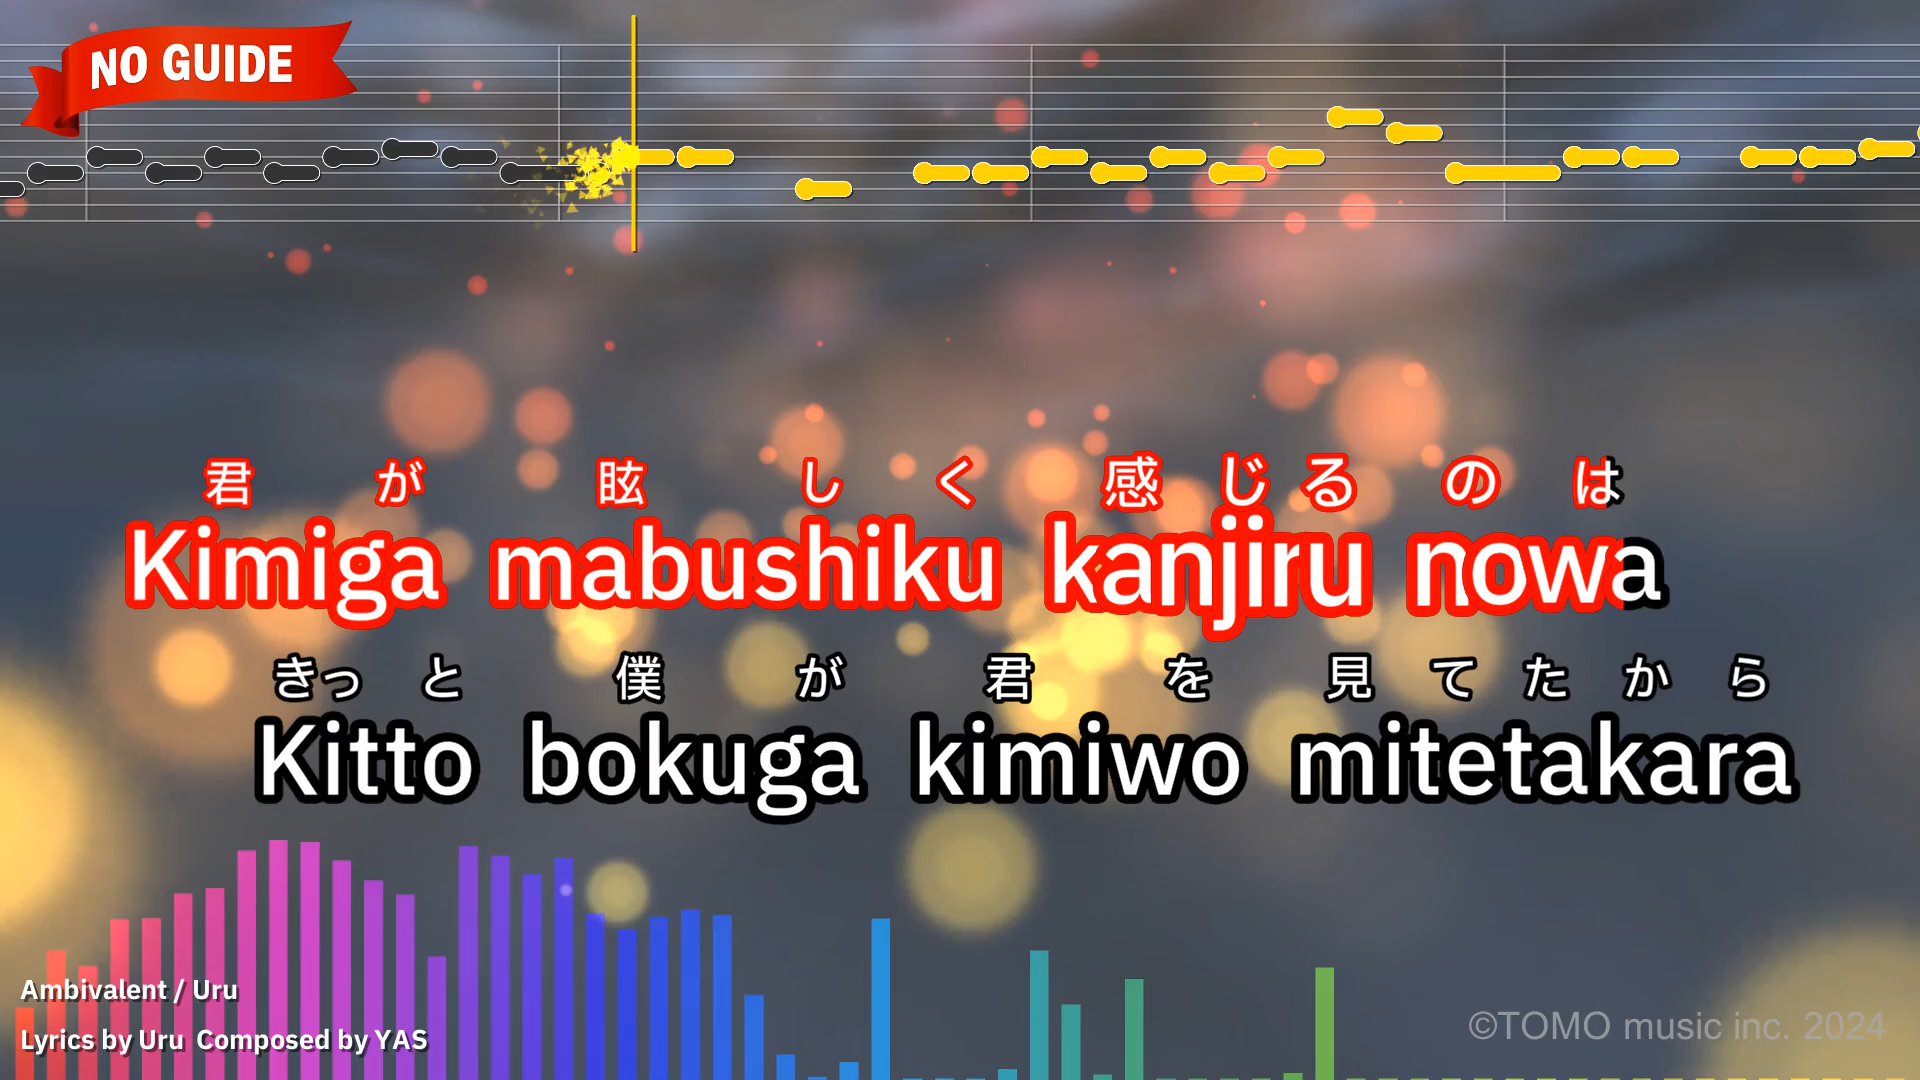 NO GUIDE
君が眩しく感じるのは
Kimiga mabushiku kanjiru nowa
きっと僕が君を見てたから
Kitto bokuga kimiwo mitetakara
Ambivalent / Uru
Lyrics by Uru Composed by YAS
©TOMO music inc. 2024